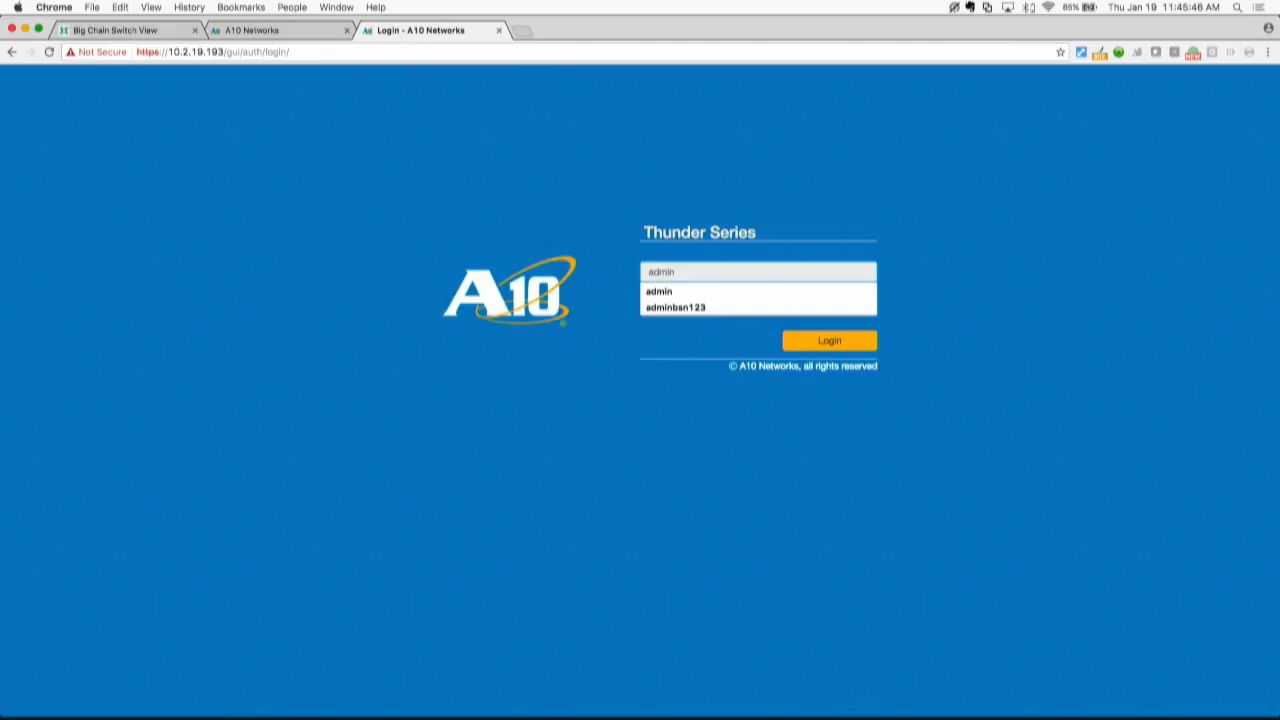 Chrome File Edit View History Bookmarks People Window Help
Thu Jan 19 11:45:46 AM
Big Chain Switch View
A10 Networks
Login - A10 Networks
Not Secure https://10.2.19.193/gui/auth/login/
NEW
Thunder Series
A10
®
admin
admin
adminbsn123
Login
© A10 Networks, all rights reserved